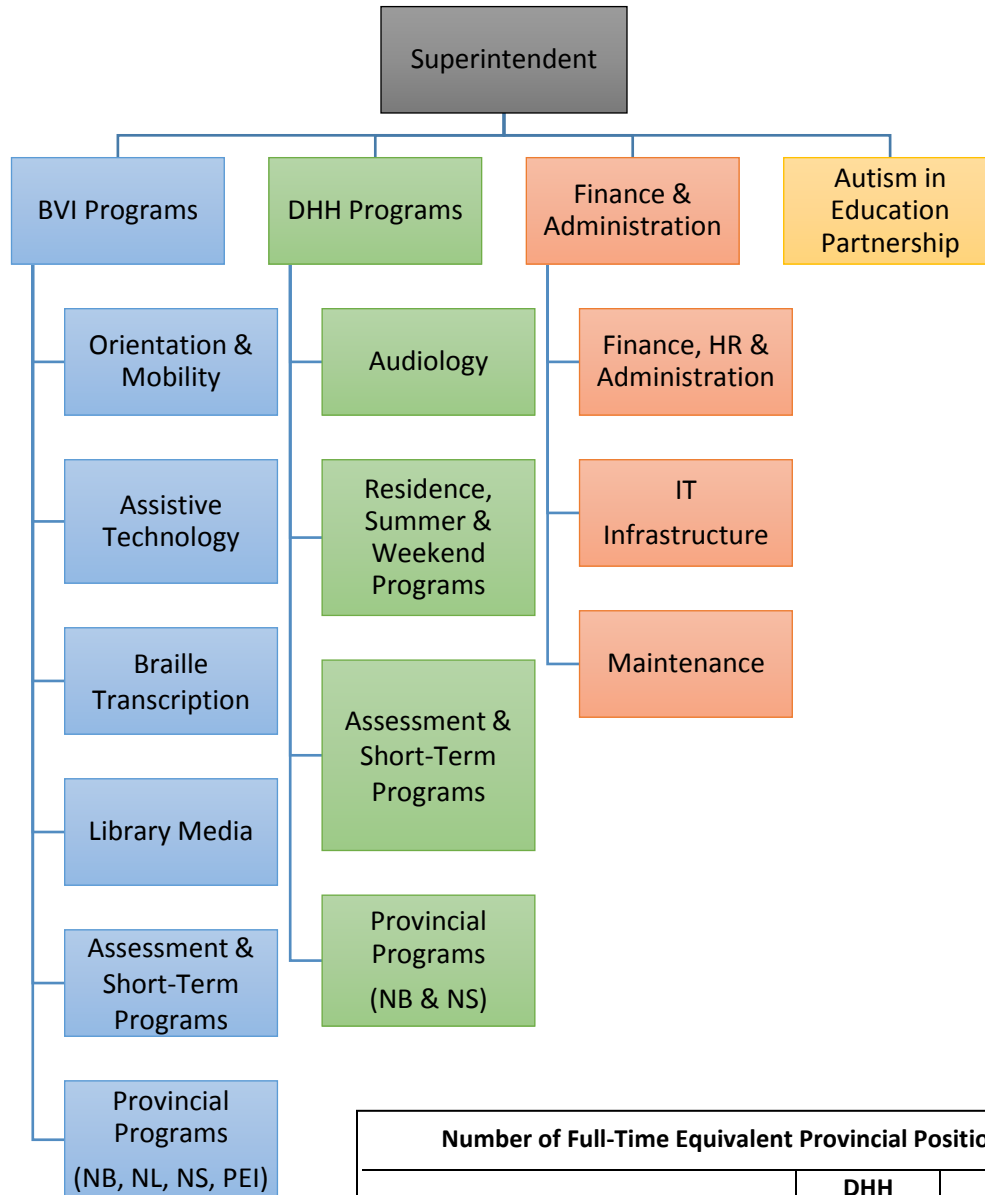 Superintendent
BVI Programs
DHH Programs
Finance &
Administration
Autism in
Education
Partnership
Orientation &
Mobility
Assistive
Technology
Braille
Transcription
Library Media
Assessment &
Short-Term
Programs
Provincial
Programs
(NB, NL, NS, PEI)
Audiology
Residence,
Summer &
Weekend
Programs
Assessment &
Short-Term
Programs
Provincial
Programs
(NB & NS)
Finance, HR &
Administration
IT
Infrastructure
Maintenance
Number of Full-Time Equivalent Provincial
DHH